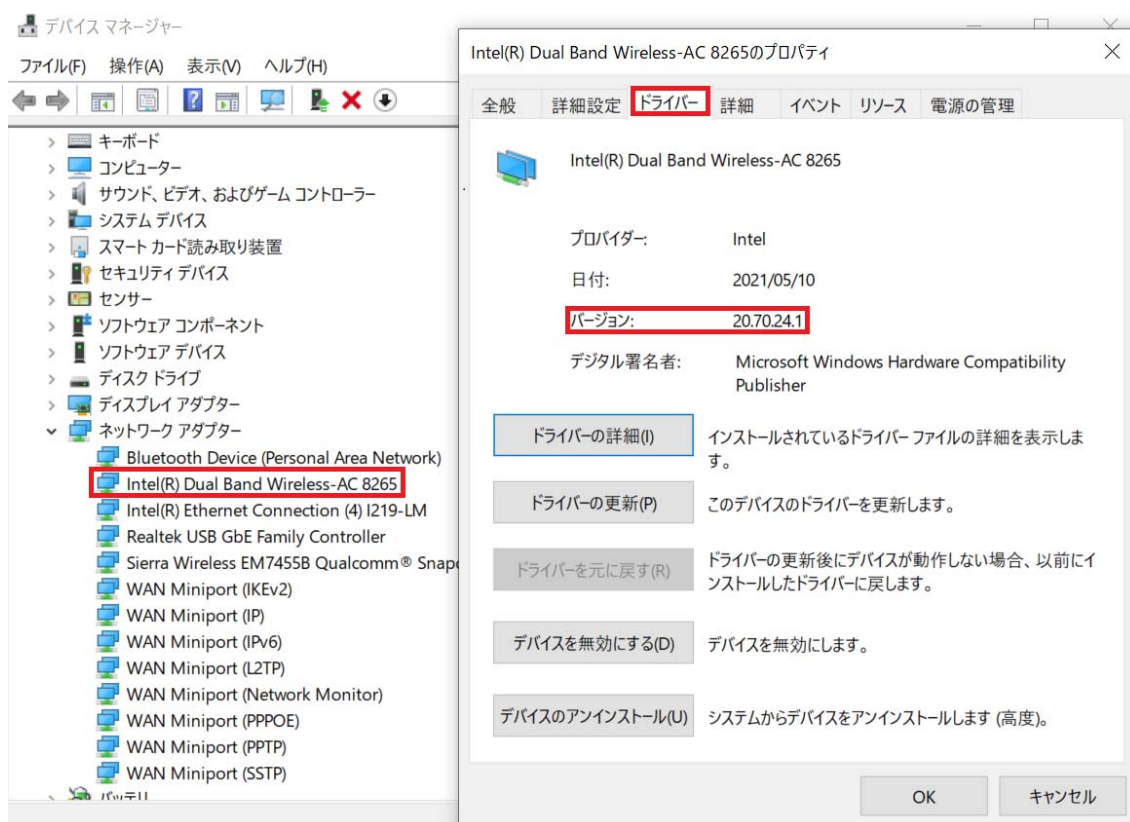 デバイス マネージャー
ファイル(F) 操作(A) 表示(V) ヘルプ(H)
キーボード
コンピューター
サウンド、ビデオ、およびゲーム コントローラー
システム デバイス
スマート カード読み取り装置
セキュリティ デバイス
センサー
ソフトウェア コンポーネント
ソフトウェア デバイス
ディスク ドライブ
ディスプレイ アダプター
ネットワーク アダプター
Bluetooth Device (Personal Area Network)
Intel(R) Dual Band Wireless-AC 8265
Intel(R) Ethernet Connection (4) I219-LM
Realtek USB GbE Family Controller
Sierra Wireless EM7455B Qualcomm® Snap
WAN Miniport (IKEv2)
WAN Miniport (IP)
WAN Miniport (IPv6)
WAN Miniport (L2TP)
WAN Miniport (Network Monitor)
WAN Miniport (PPPOE)
WAN Miniport (PPTP)
WAN Miniport (SSTP)
バッテリ
Intel(R) Dual Band Wireless-AC 8265のプロパティ
全般 詳細設定 ドライバー 詳細 イベント リソース 電源の管理
Intel(R) Dual Band Wireless-AC 8265
プロバイダー: Intel
日付: 2021/05/10
バージョン: 20.70.24.1
デジタル署名者: Microsoft Windows Hardware Compatibility
Publisher
ドライバーの詳細(I) インストールされているドライバー ファイルの詳細を表示しま
す。
ドライバーの更新(P) このデバイスのドライバーを更新します。
ドライバーを元に戻す(R) ドライバーの更新後にデバイスが動作しない場合、以前にイ
ンストールしたドライバーに戻します。
デバイスを無効にする(D) デバイスを無効にします。
デバイスのアンインストール(U) システムからデバイスをアンインストールします (高度)。
OK キャンセル